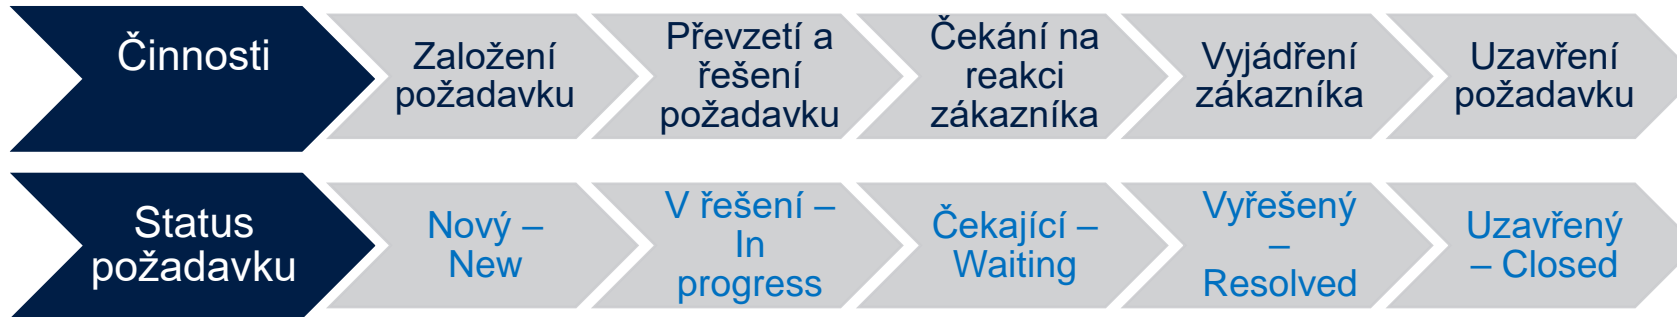 Činnosti
Založení
požadavku
Převzetí a
řešení
požadavku
Čekání na
reakci
zákazníka
Vyjádření
zákazníka
Uzavření
požadavku
Status
požadavku
Nový –
New
V řešení –
In
progress
Čekající –
Waiting
Vyřešený
–
Resolved
Uzavřený
– Closed